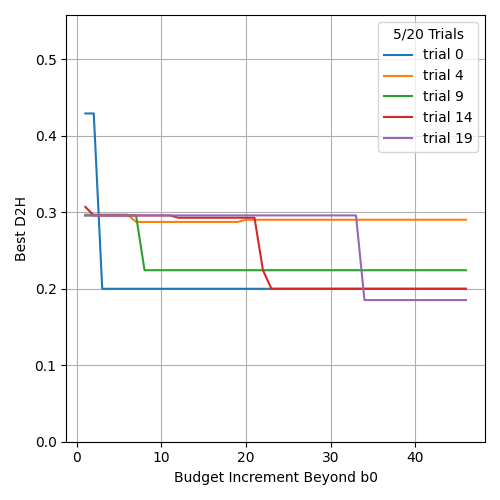 5/20 Trials
trial 0
trial 4
trial 9
trial 14
trial 19
Best D2H
0.5
0.4
0.3
0.2
0.1
0.0
0
10
20
30
40
Budget Increment Beyond b0